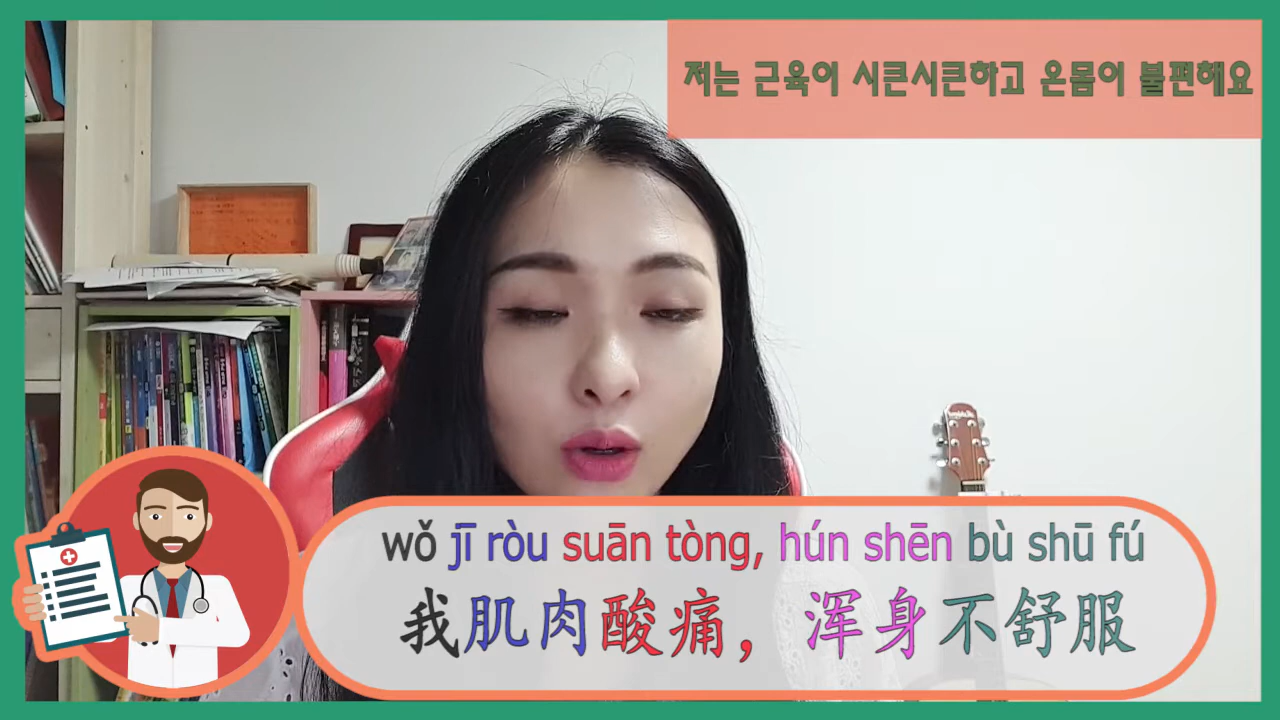 저는 근육이 시큰시큰하고 온몸이 불편해요
wǒ jī ròu suān tòng, hún shēn bù shū fú
我肌肉酸痛，浑身不舒服